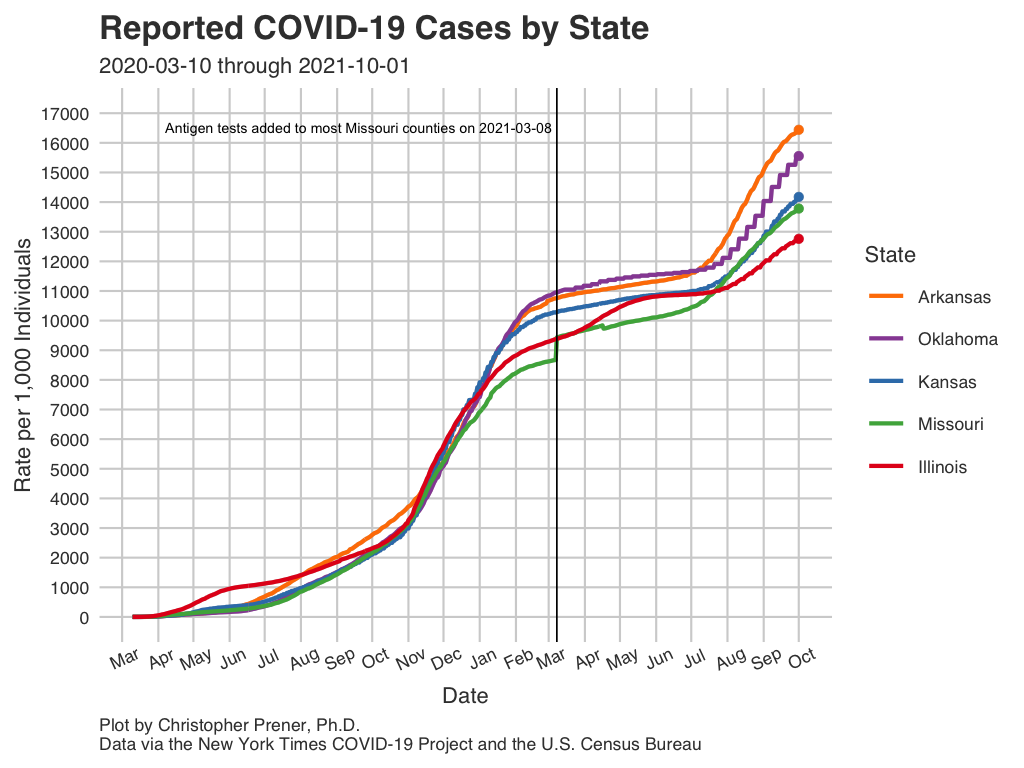 Reported COVID-19 Cases by State
2020-03-10 through 2021-10-01
Antigen tests added to most Missouri counties on 2021-03-08
Rate per 1,000 Individuals
17000
16000
15000
14000
13000
12000
11000
10000
9000
8000
7000
6000
5000
4000
3000
2000
1000
0
Mar Apr May Jun Jul Aug Sep Oct Nov Dec Jan Feb Mar Apr May Jun Jul Aug Sep Oct
Date
State
Arkansas
Oklahoma
Kansas
Missouri
Illinois
Plot by Christopher Prener, Ph.D.
Data via the New York Times COVID-19 Project and the U.S. Census Bureau